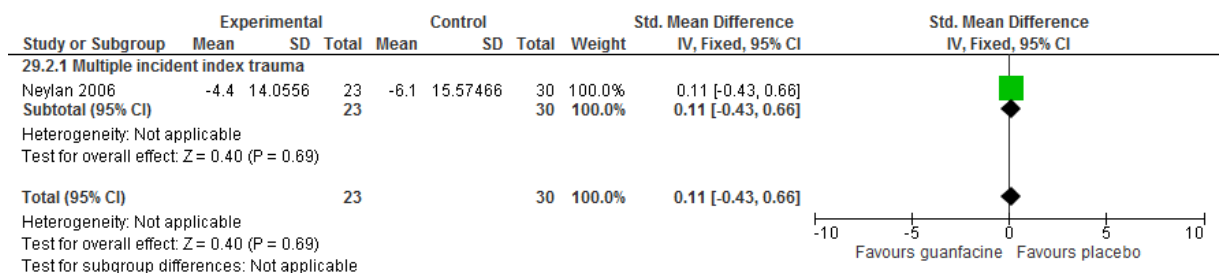 Experimental Control Std. Mean Difference Std. Mean Difference
Study or Subgroup Mean SD Total Mean SD Total Weight IV, Fixed, 95% CI IV, Fixed, 95% CI
29.2.1 Multiple incident index trauma
Neylan 2006 -4.4 14.0556 23 -6.1 15.57466 30 100.0% 0.11 [-0.43, 0.66]
Subtotal (95% CI) 23 30 100.0% 0.11 [-0.43, 0.66]
Heterogeneity: Not applicable
Test for overall effect: Z = 0.40 (P = 0.69)
Total (95% CI) 23 30 100.0% 0.11 [-0.43, 0.66]
Heterogeneity: Not applicable
Test for overall effect: Z = 0.40 (P = 0.69)
Test for subgroup differences: Not applicable
-10 -5 0 5 10
Favours guanfacine Favours placebo